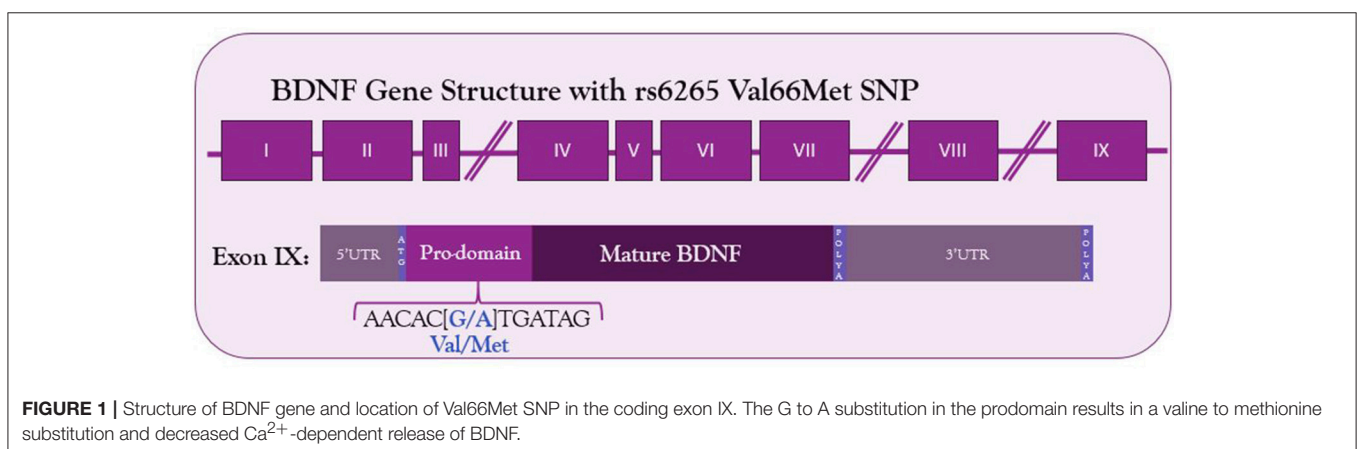 BDNF Gene Structure with rs6265 Val66Met SNP
I II III IV V VI VII VIII IX
Exon IX: 5'UTR ATG Pro-domain Mature BDNF POLYA 3'UTR POLYA
AACAC[G/A]TGATAG
Val/Met
FIGURE 1 | Structure of BDNF gene and location of Val66Met SNP in the coding exon IX. The G to A substitution in the prodomain results in a valine to methionine
substitution and decreased Ca²⁺-dependent release of BDNF.